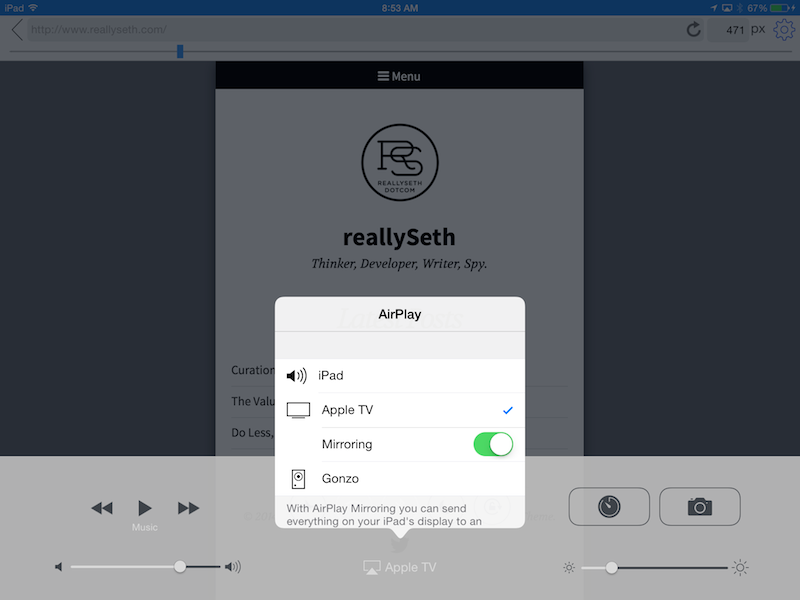 iPad 8:53 AM 67%
http://www.reallyseth.com/ 471 px
Menu
RS
REALLYSETH
DOTCOM
reallySeth
Thinker, Developer, Writer, Spy.
Latest Posts
AirPlay
Curation
iPad
The Valu
Apple TV
Do Less,
Mirroring
Gonzo
With AirPlay Mirroring you can send
everything on your iPad's display to an
Music
Apple TV